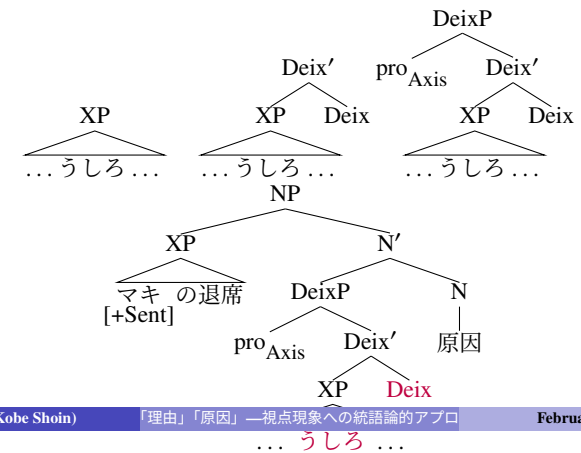 DeixP
Deix′ pro Axis Deix′
XP XP Deix XP Deix
... うしろ ... ... うしろ ... ... うしろ ...
NP
XP N′
マキ の退席 DeixP N
[+Sent]
pro Axis Deix′ 原因
XP Deix
Kobe Shoin) 「理由」「原因」―視点現象への統語論的アプロ Februa
... うしろ ...